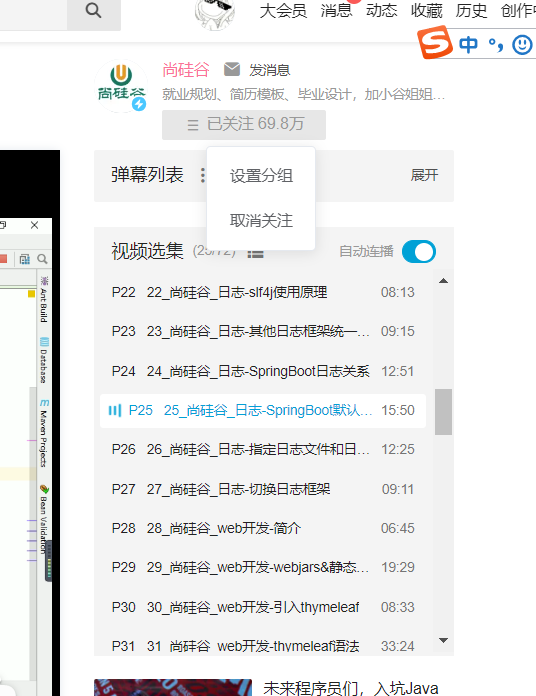 大会员 消息 动态 收藏 历史 创作中
中
尚硅谷 发消息
尚硅谷
就业规划、简历模板、毕业设计，加小谷姐姐…
已关注 69.8万
弹幕列表 展开
设置分组
取消关注
视频选集 (25/72) 自动连播
P22 22_尚硅谷_日志-slf4j使用原理 08:13
P23 23_尚硅谷_日志-其他日志框架统一… 09:15
P24 24_尚硅谷_日志-SpringBoot日志关系 12:51
P25 25_尚硅谷_日志-SpringBoot默认… 15:50
P26 26_尚硅谷_日志-指定日志文件和日… 12:25
P27 27_尚硅谷_日志-切换日志框架 09:11
P28 28_尚硅谷_web开发-简介 06:45
P29 29_尚硅谷_web开发-webjars&静态… 19:29
P30 30_尚硅谷_web开发-引入thymeleaf 08:33
P31 31_尚硅谷_web开发-thymeleaf语法 33:24
Ant Build
Database
Maven Projects
Bean Validation
未来程序员们，入坑Java